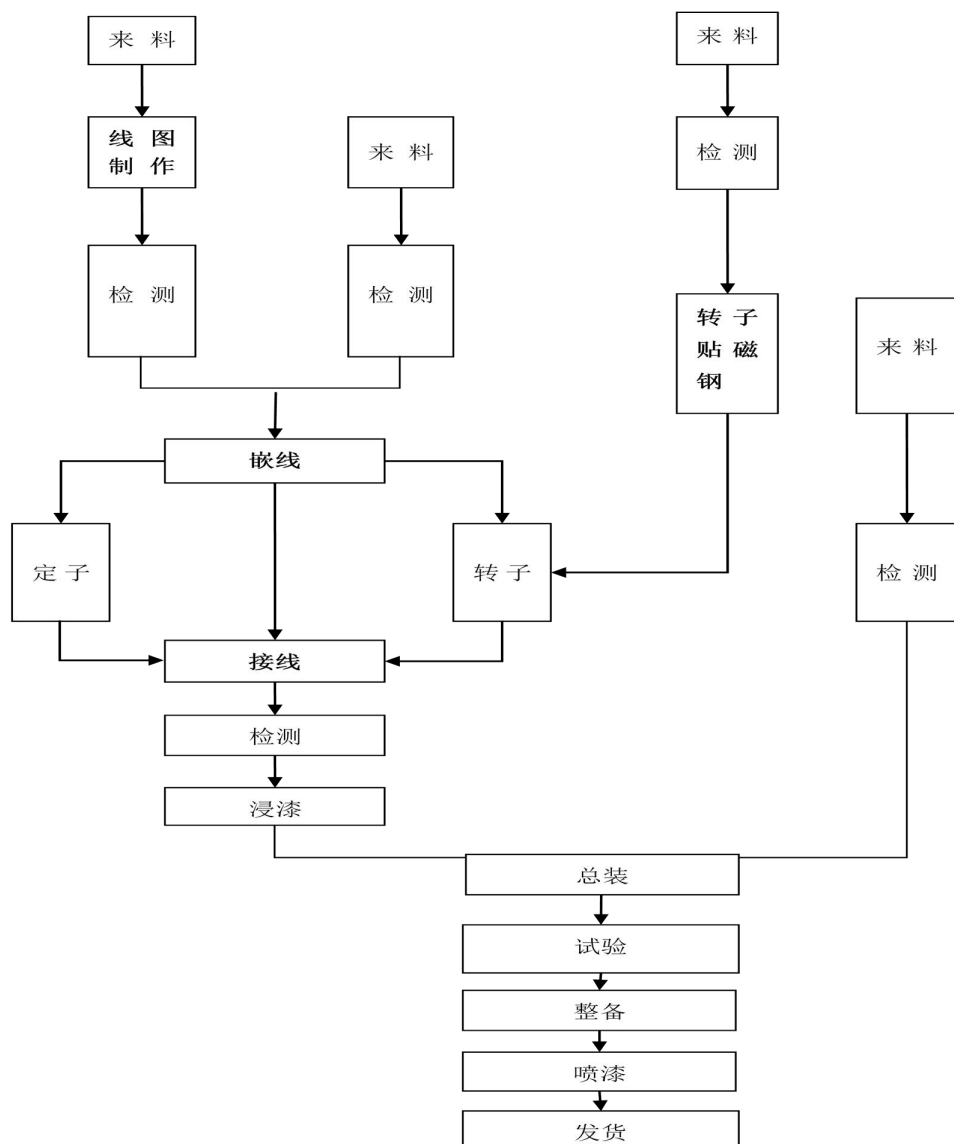 来料
来料
线图
制作
来料
检测
检测
检测
转子
贴磁
钢
来料
嵌线
定子
转子
检测
接线
检测
浸漆
总装
试验
整备
喷漆
发货